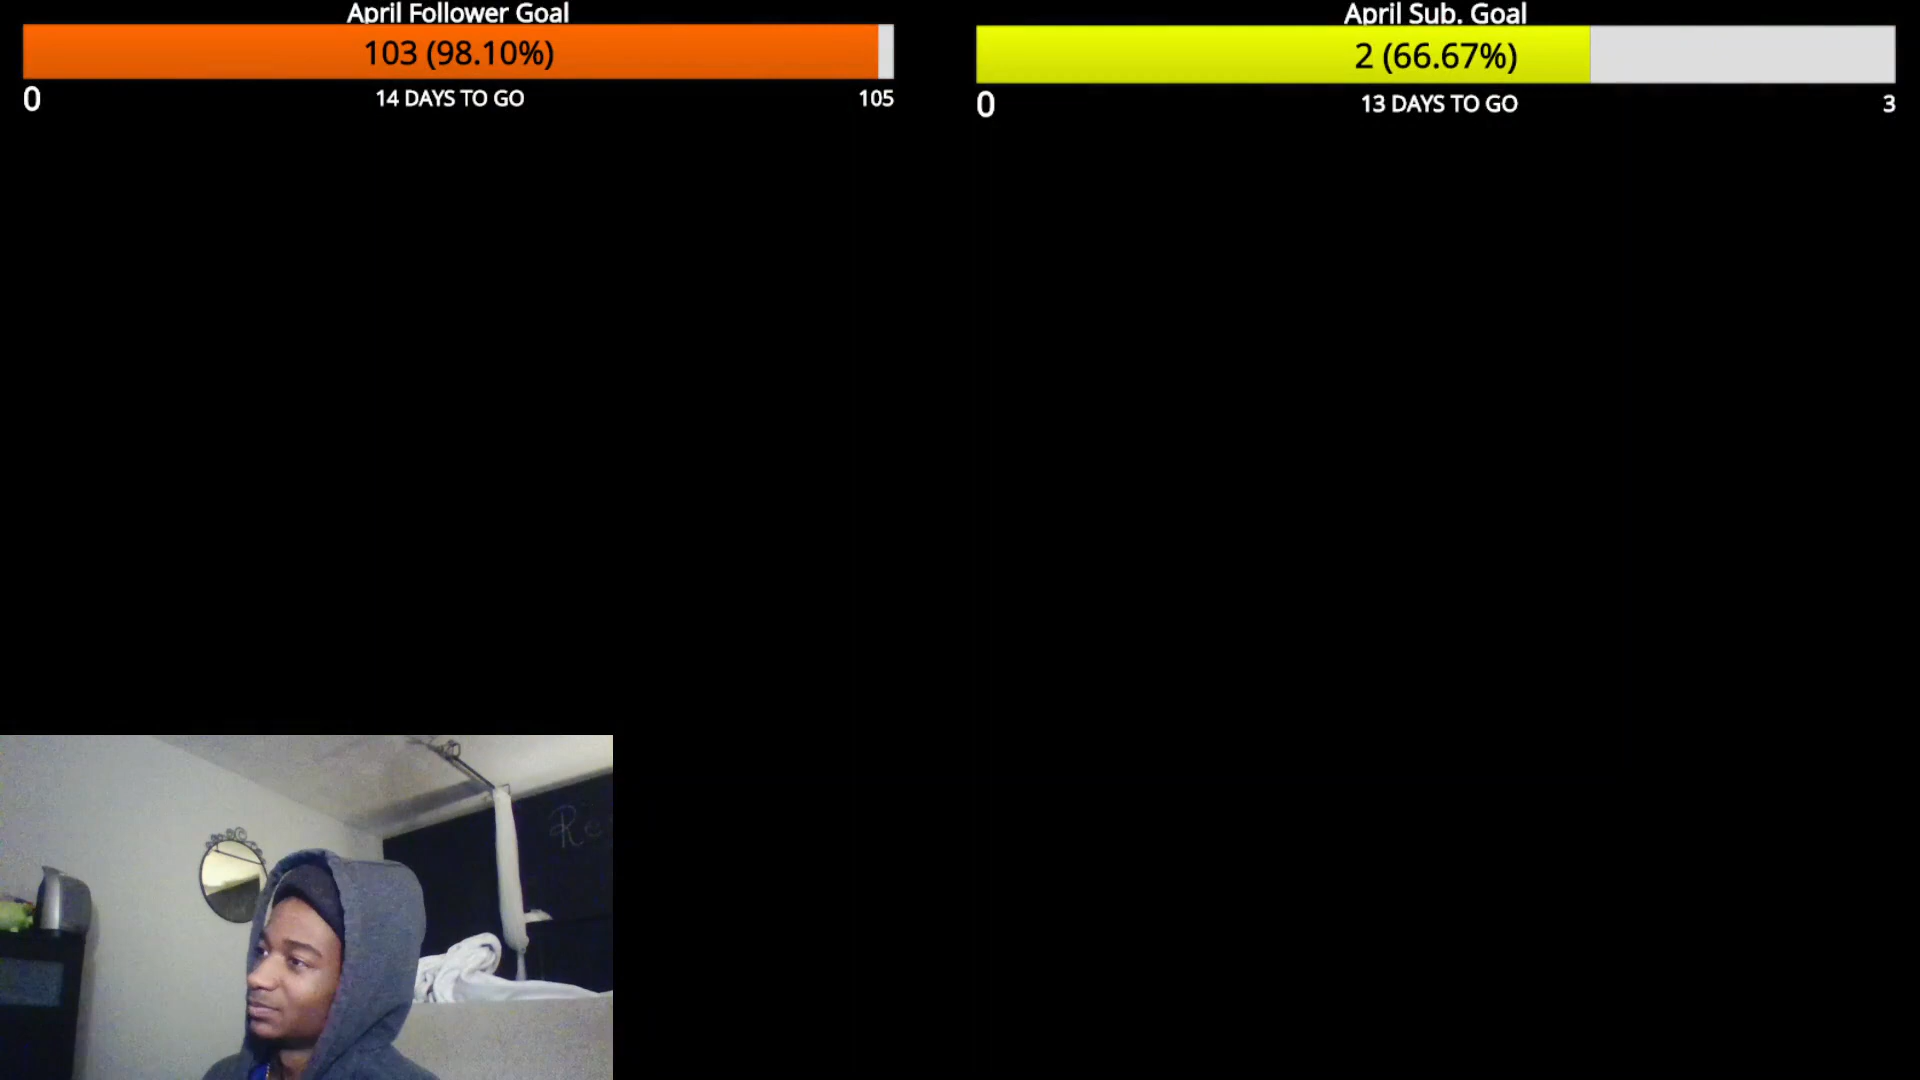 April Follower Goal
103 (98.10%)
0 14 DAYS TO GO 105
April Sub. Goal
2 (66.67%)
0 13 DAYS TO GO 3